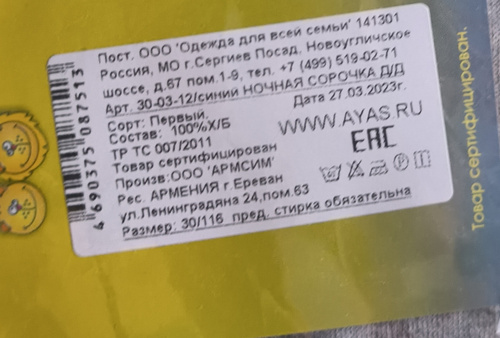 Пост. ООО 'Одежда для всей семьи' 141301
Россия, МО г.Сергиев Посад, Новоугличское
шоссе, д.67 пом.1-9, тел. +7 (499) 519-02-71
Арт. 30-03-12/синий НОЧНАЯ СОРОЧКА Д/Д
Сорт: Первый.
Дата 27.03.2023г.
Состав: 100%Х/Б
ТР ТС 007/2011
WWW.AYAS.RU
Товар сертифицирован
EAC
Произв:ООО 'АРМСИМ'
Рес. АРМЕНИЯ г.Ереван
ул.Ленинградяна 24,пом.63
Размер: 30/116 пред. стирка обязательна
4 690375 087513
Товар сертифицирован.